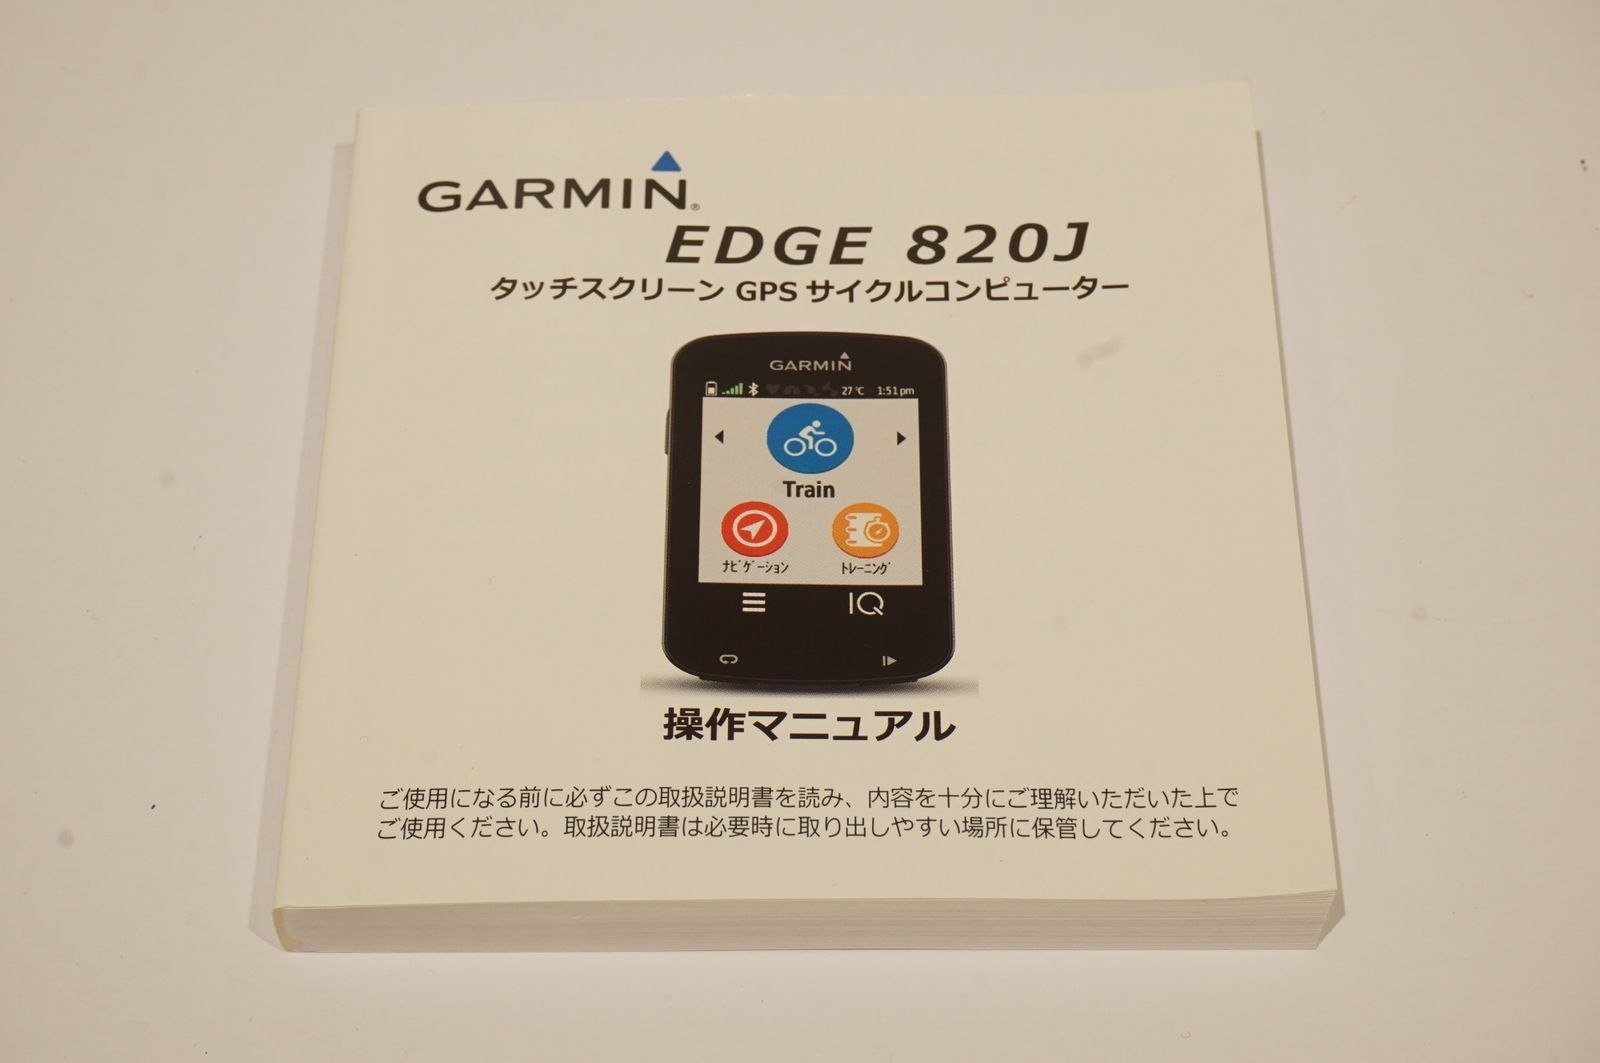 GARMIN®
EDGE 820J
タッチスクリーン GPS サイクルコンピューター
GARMIN
27℃ 1:51 pm
Train
ﾅﾋﾞｹﾞｰｼｮﾝ ﾄﾚｰﾆﾝｸﾞ
IQ
操作マニュアル
ご使用になる前に必ずこの取扱説明書を読み、内容を十分にご理解いただいた上で
ご使用ください。取扱説明書は必要時に取り出しやすい場所に保管してください。